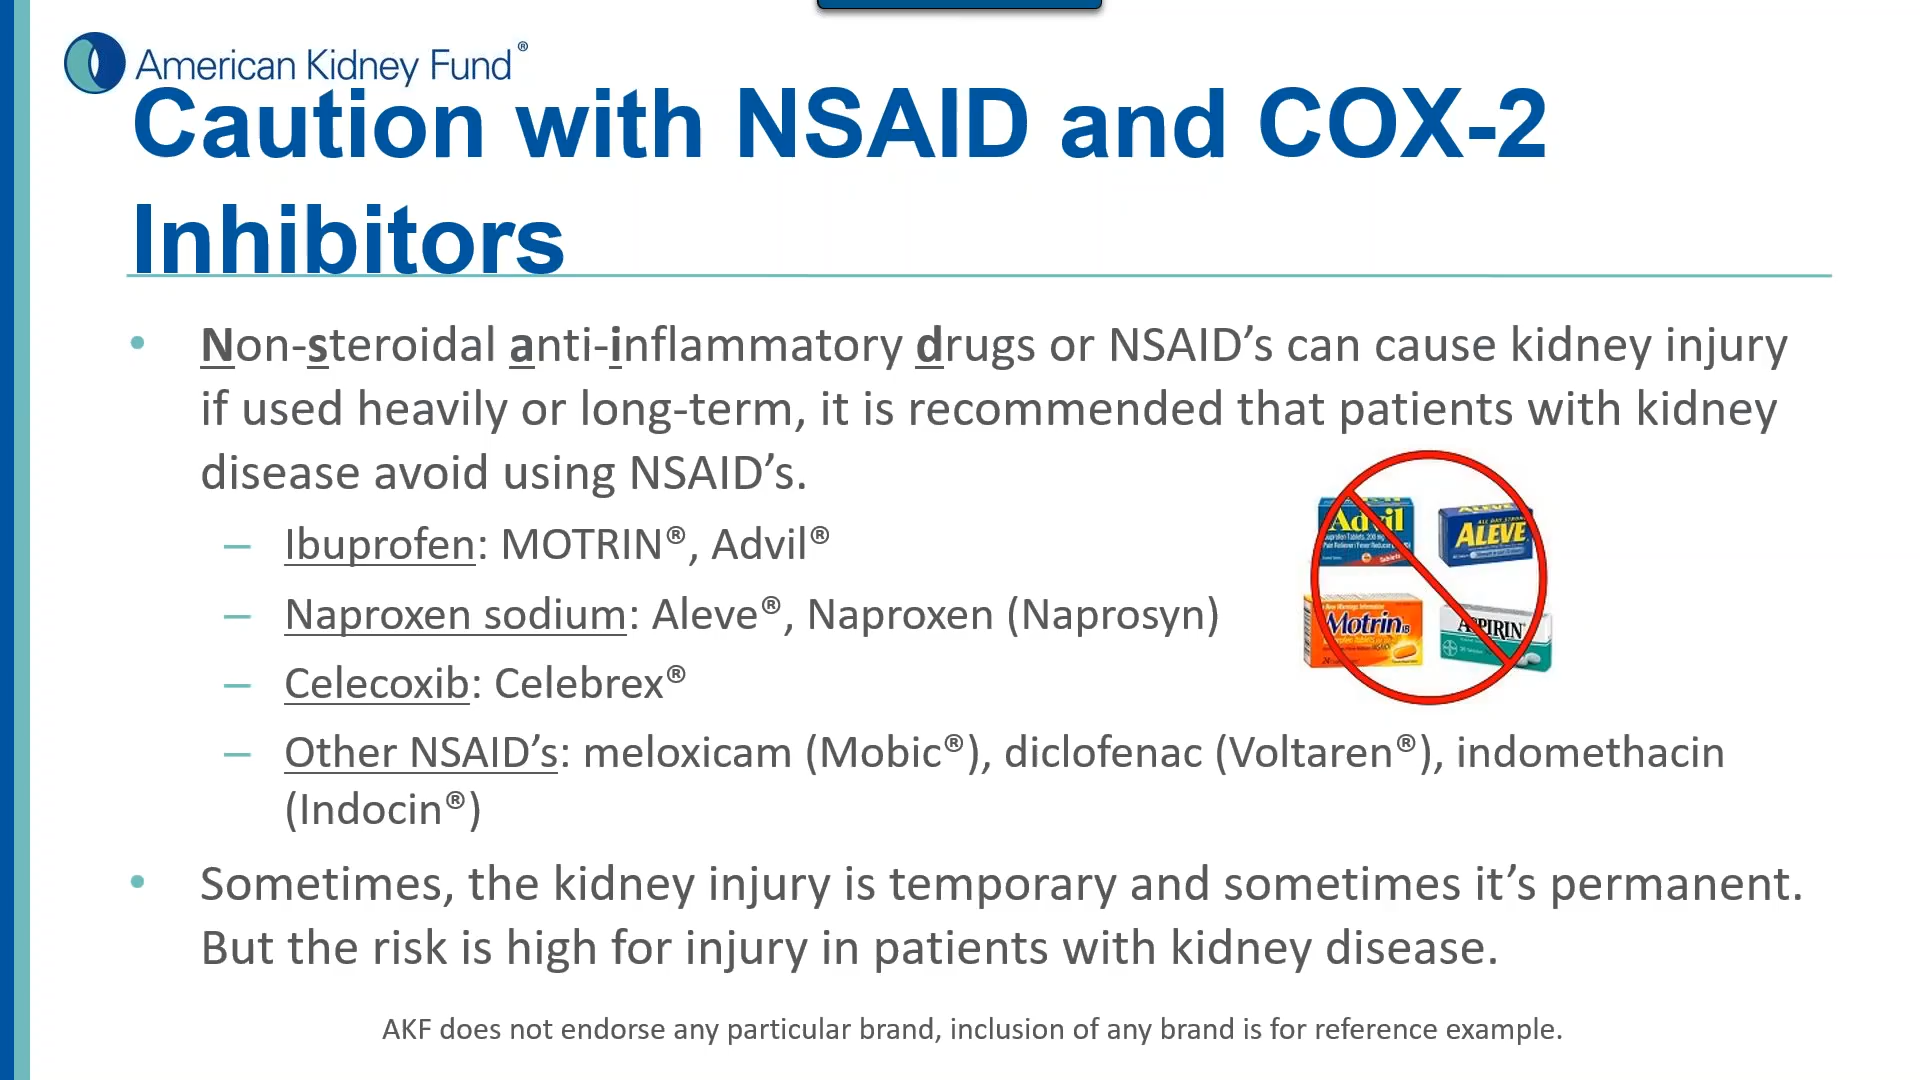 American Kidney Fund®
Caution with NSAID and COX-2
Inhibitors
• Non-steroidal anti-inflammatory drugs or NSAID’s can cause kidney injury
if used heavily or long-term, it is recommended that patients with kidney
disease avoid using NSAID’s.
– Ibuprofen: MOTRIN®, Advil®
– Naproxen sodium: Aleve®, Naproxen (Naprosyn)
– Celecoxib: Celebrex®
– Other NSAID’s: meloxicam (Mobic®), diclofenac (Voltaren®), indomethacin
(Indocin®)
Advil
ALEVE
Motrin IB
ASPIRIN
• Sometimes, the kidney injury is temporary and sometimes it’s permanent.
But the risk is high for injury in patients with kidney disease.
AKF does not endorse any particular brand, inclusion of any brand is for reference example.